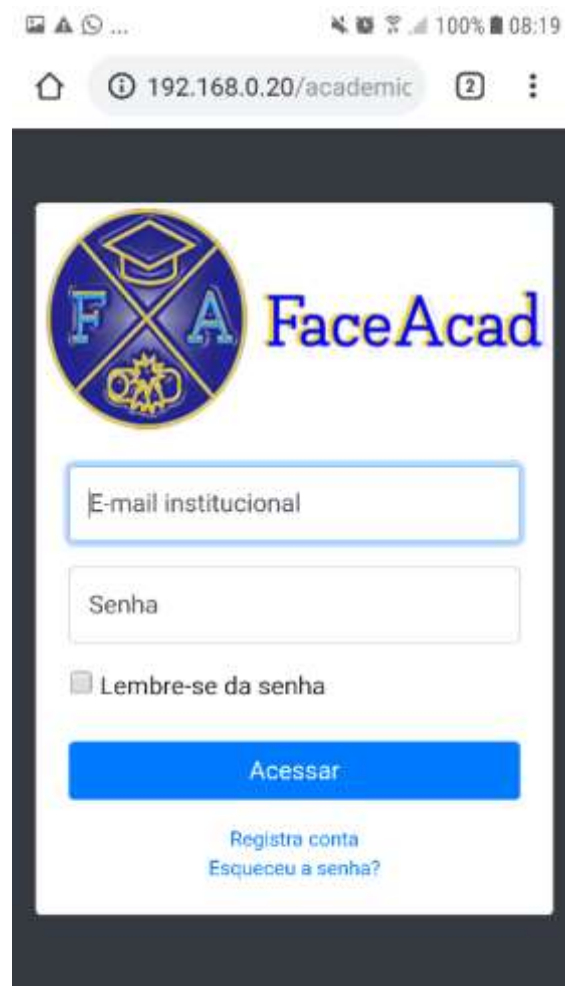 ... 100% 08:19
192.168.0.20/academic
2
F A
FaceAcad
E-mail institucional
Senha
Lembre-se da senha
Acessar
Registra conta
Esqueceu a senha?